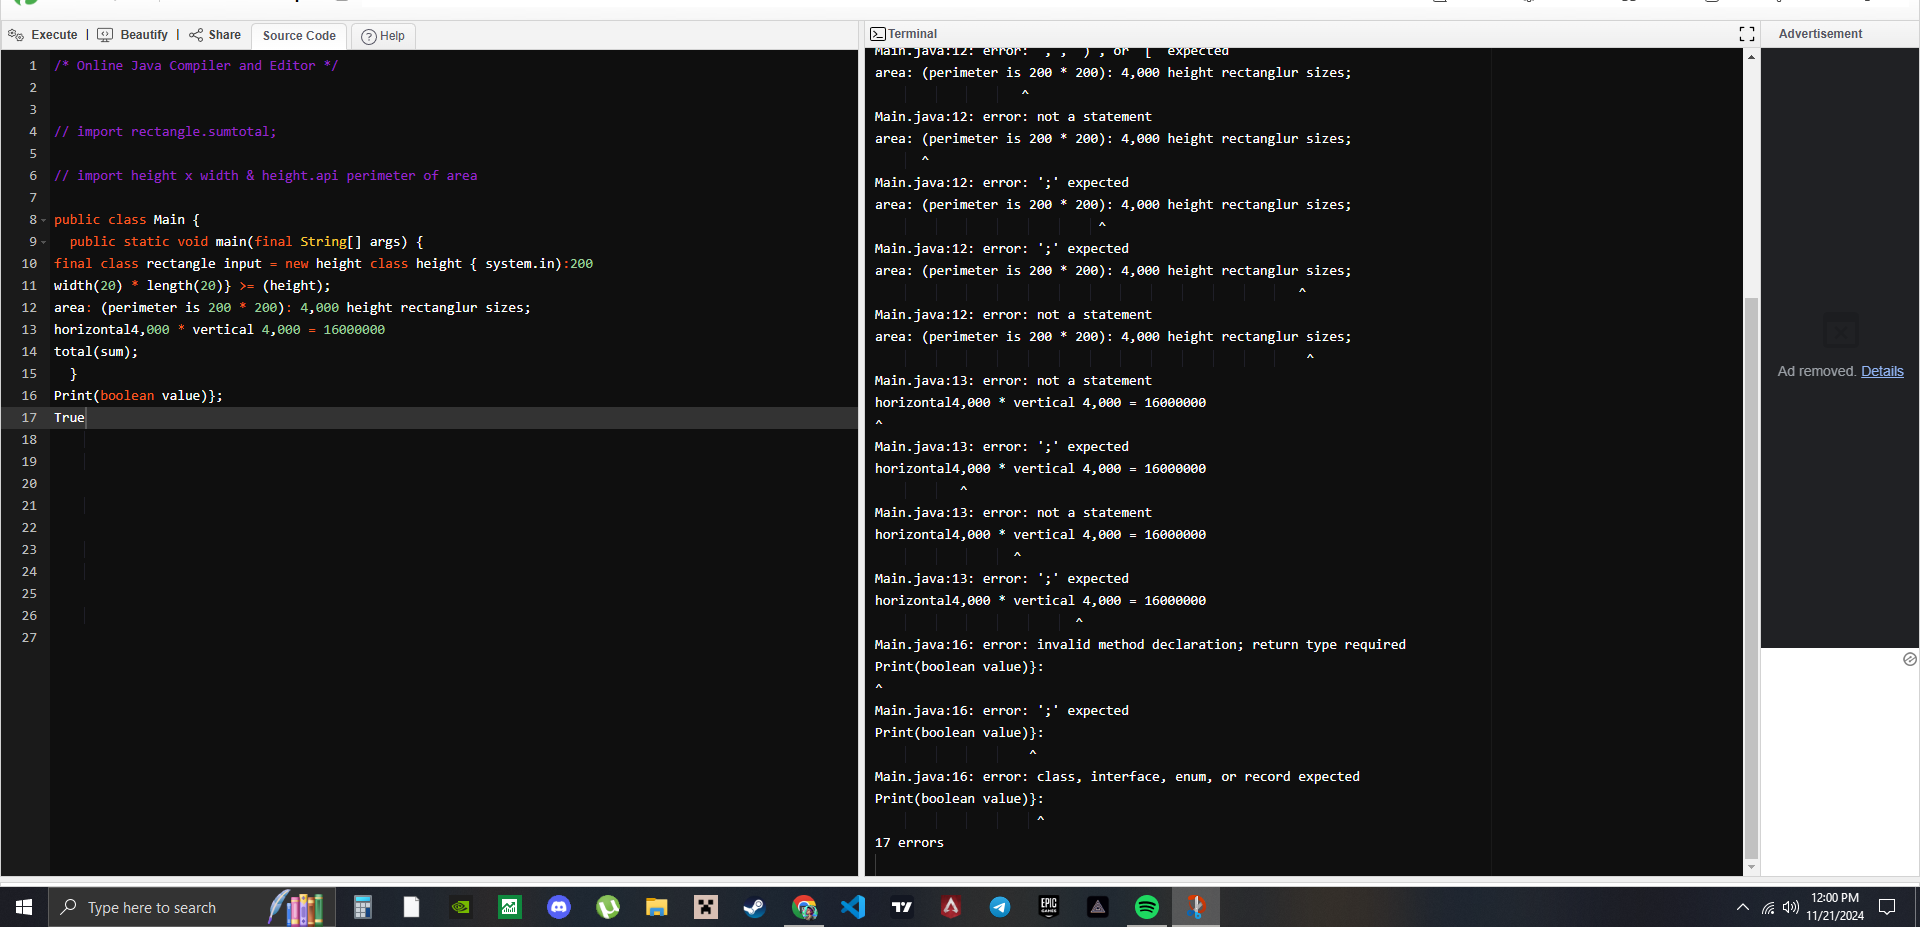 Execute | Beautify | Share Source Code Help
1 /* Online Java Compiler and Editor */
2
3
4 // import rectangle.sumtotal;
5
6 // import height x width & height.api perimeter of area
7
8 public class Main {
9 public static void main(final String[] args) {
10 final class rectangle input = new height class height { system.in):200
11 width(20) * length(20)} >= (height);
12 area: (perimeter is 200 * 200): 4,000 height rectanglur sizes;
13 horizontal4,000 * vertical 4,000 = 16000000
14 total(sum);
15 }
16 Print(boolean value)};
17 True
18
19
20
21
22
23
24
25
26
27
Terminal
Main.java:12: error: ',', ')', or '[' expected
area: (perimeter is 200 * 200): 4,000 height rectanglur sizes;
^
Main.java:12: error: not a statement
area: (perimeter is 200 * 200): 4,000 height rectanglur sizes;
^
Main.java:12: error: ';' expected
area: (perimeter is 200 * 200): 4,000 height rectanglur sizes;
^
Main.java:12: error: ';' expected
area: (perimeter is 200 * 200): 4,000 height rectanglur sizes;
^
Main.java:12: error: not a statement
area: (perimeter is 200 * 200): 4,000 height rectanglur sizes;
^
Main.java:13: error: not a statement
horizontal4,000 * vertical 4,000 = 16000000
^
Main.java:13: error: ';' expected
horizontal4,000 * vertical 4,000 = 16000000
^
Main.java:13: error: not a statement
horizontal4,000 * vertical 4,000 = 16000000
^
Main.java:13: error: ';' expected
horizontal4,000 * vertical 4,000 = 16000000
^
Main.java:16: error: invalid method declaration; return type required
Print(boolean value)}:
^
Main.java:16: error: ';' expected
Print(boolean value)}:
^
Main.java:16: error: class, interface, enum, or record expected
Print(boolean value)}:
^
17 errors
Advertisement
Ad removed. Details
Type here to search
EPIC
GAMES
12:00 PM
11/21/2024